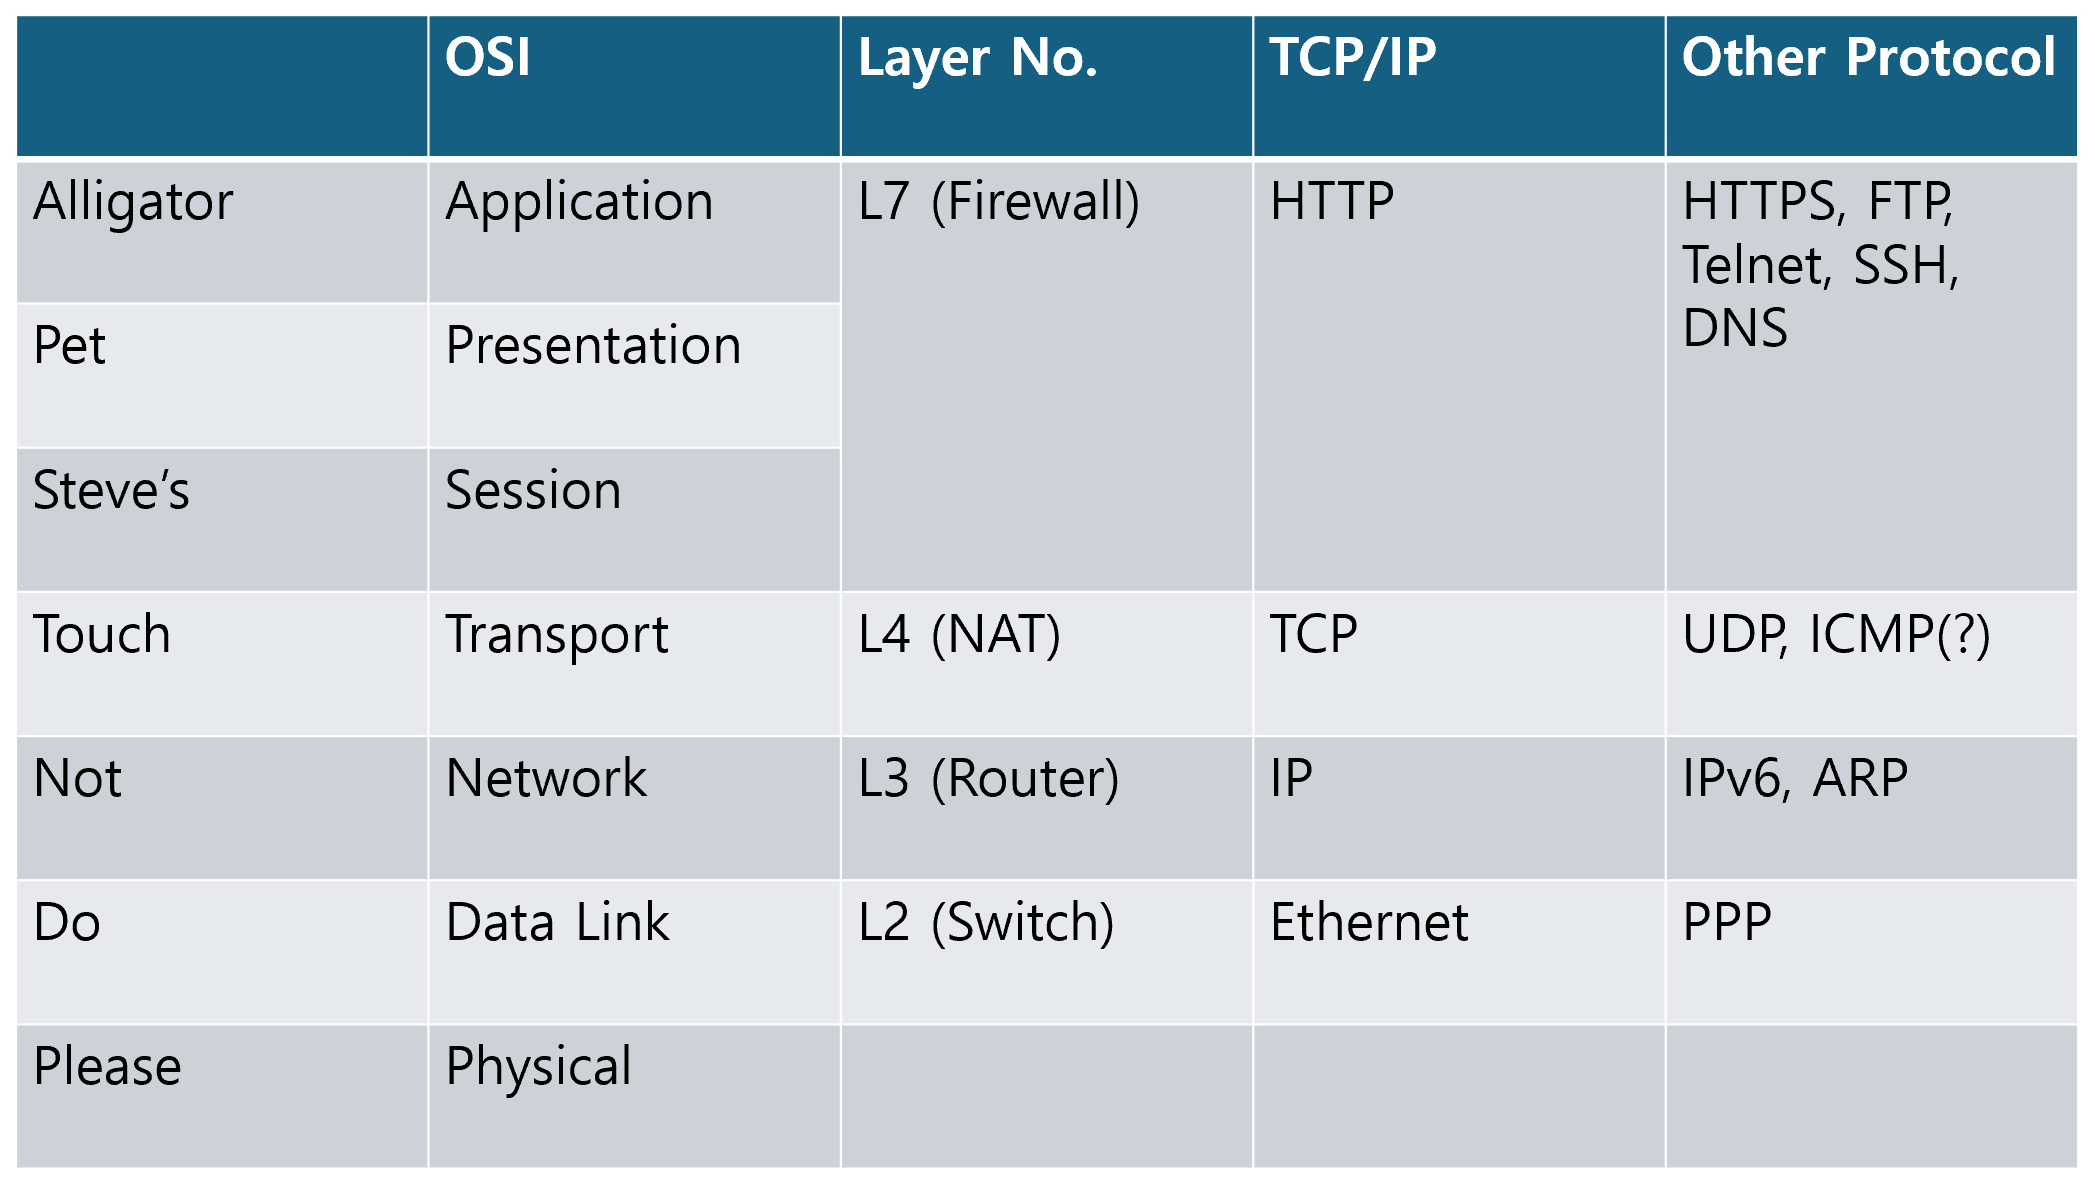 OSI Layer No. TCP/IP Other Protocol
Alligator Application L7 (Firewall) HTTP HTTPS, FTP,
Telnet, SSH,
DNS
Pet Presentation
Steve’s Session
Touch Transport L4 (NAT) TCP UDP, ICMP(?)
Not Network L3 (Router) IP IPv6, ARP
Do Data Link L2 (Switch) Ethernet PPP
Please Physical